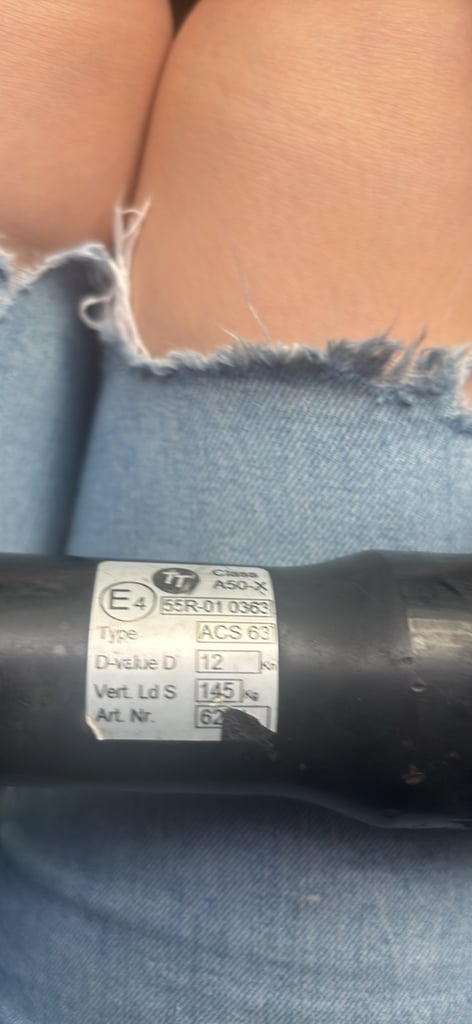 TT Class
A50-X
E4 55R-01 0363
Type ACS 63
D-value D 12 Kn
Vert. Ld S 145 Kg
Art. Nr. 62